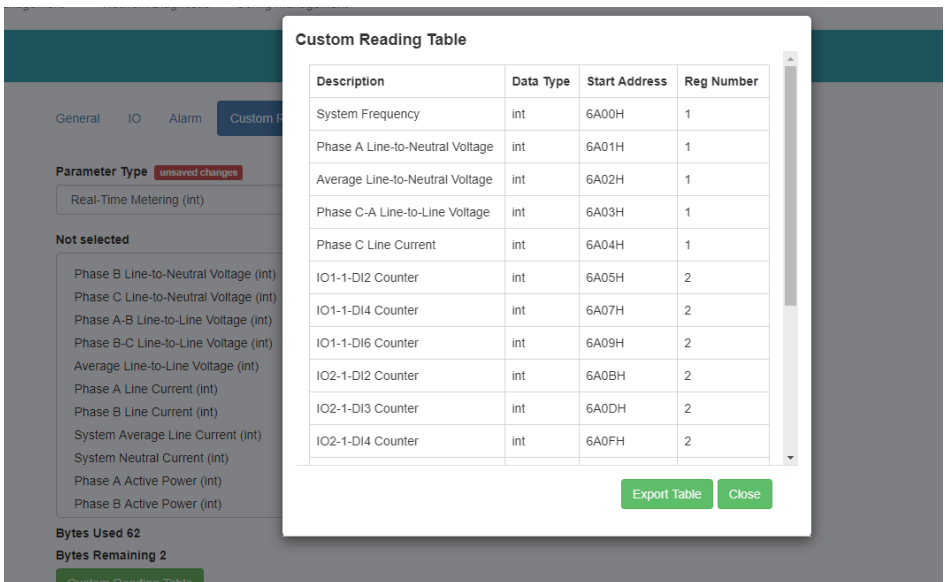 Custom Reading Table
Description Data Type Start Address Reg Number
System Frequency int 6A00H 1
Phase A Line-to-Neutral Voltage int 6A01H 1
Average Line-to-Neutral Voltage int 6A02H 1
Phase C-A Line-to-Line Voltage int 6A03H 1
Phase C Line Current int 6A04H 1
IO1-1-DI2 Counter int 6A05H 2
IO1-1-DI4 Counter int 6A07H 2
IO1-1-DI6 Counter int 6A09H 2
IO2-1-DI2 Counter int 6A0BH 2
IO2-1-DI3 Counter int 6A0DH 2
IO2-1-DI4 Counter int 6A0FH 2
Export Table Close
General IO Alarm Custom R
Parameter Type unsaved changes
Real-Time Metering (int)
Not selected
Phase B Line-to-Neutral Voltage (int)
Phase C Line-to-Neutral Voltage (int)
Phase A-B Line-to-Line Voltage (int)
Phase B-C Line-to-Line Voltage (int)
Average Line-to-Line Voltage (int)
Phase A Line Current (int)
Phase B Line Current (int)
System Average Line Current (int)
System Neutral Current (int)
Phase A Active Power (int)
Phase B Active Power (int)
Bytes Used 62
Bytes Remaining 2
Custom Reading Table